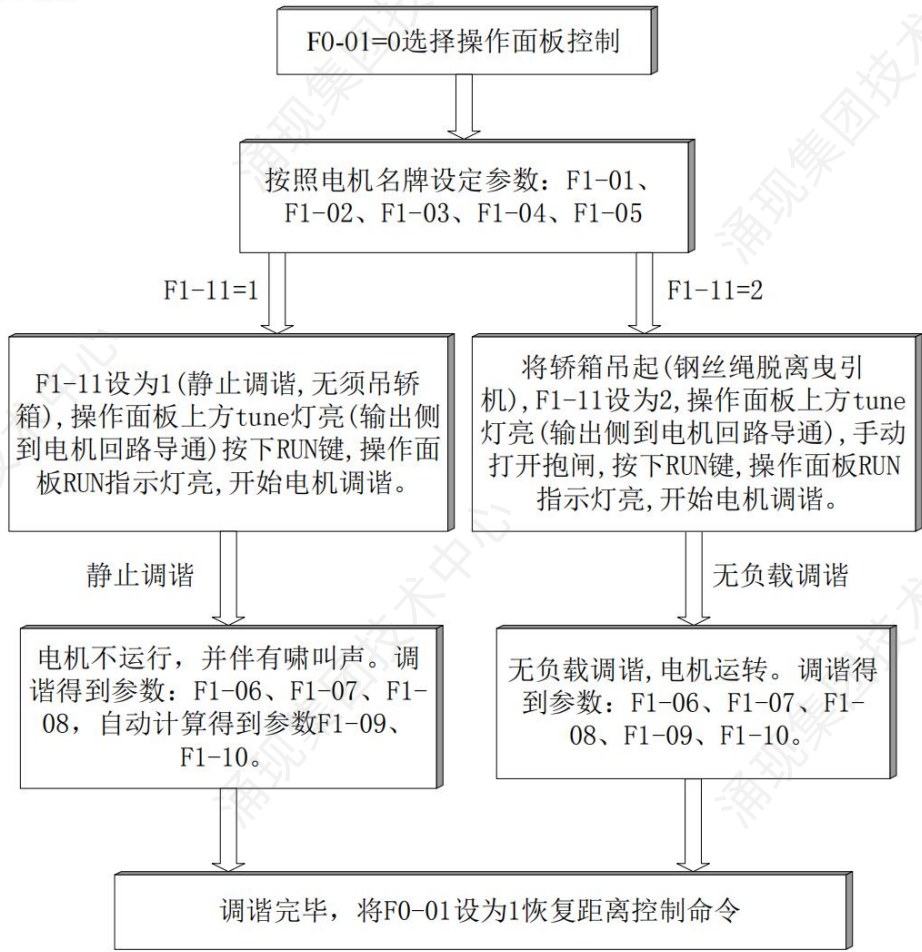 F0-01=0选择操作面板控制
按照电机名牌设定参数：F1-01、
F1-02、F1-03、F1-04、F1-05
F1-11=1
F1-11=2
F1-11设为1(静止调谐,无须吊轿
箱),操作面板上方tune灯亮(输出侧
到电机回路导通)按下RUN键,操作面
板RUN指示灯亮,开始电机调谐。
将轿箱吊起(钢丝绳脱离曳引
机),F1-11设为2,操作面板上方tune
灯亮(输出侧到电机回路导通),手动
打开抱闸,按下RUN键,操作面板RUN
指示灯亮,开始电机调谐。
静止调谐
无负载调谐
电机不运行，并伴有啸叫声。调
谐得到参数：F1-06、F1-07、F1-
08，自动计算得到参数F1-09、
F1-10。
无负载调谐,电机运转。调谐得
到参数：F1-06、F1-07、F1-
08、F1-09、F1-10。
调谐完毕，将F0-01设为1恢复距离控制命令
涌现集团技术中心